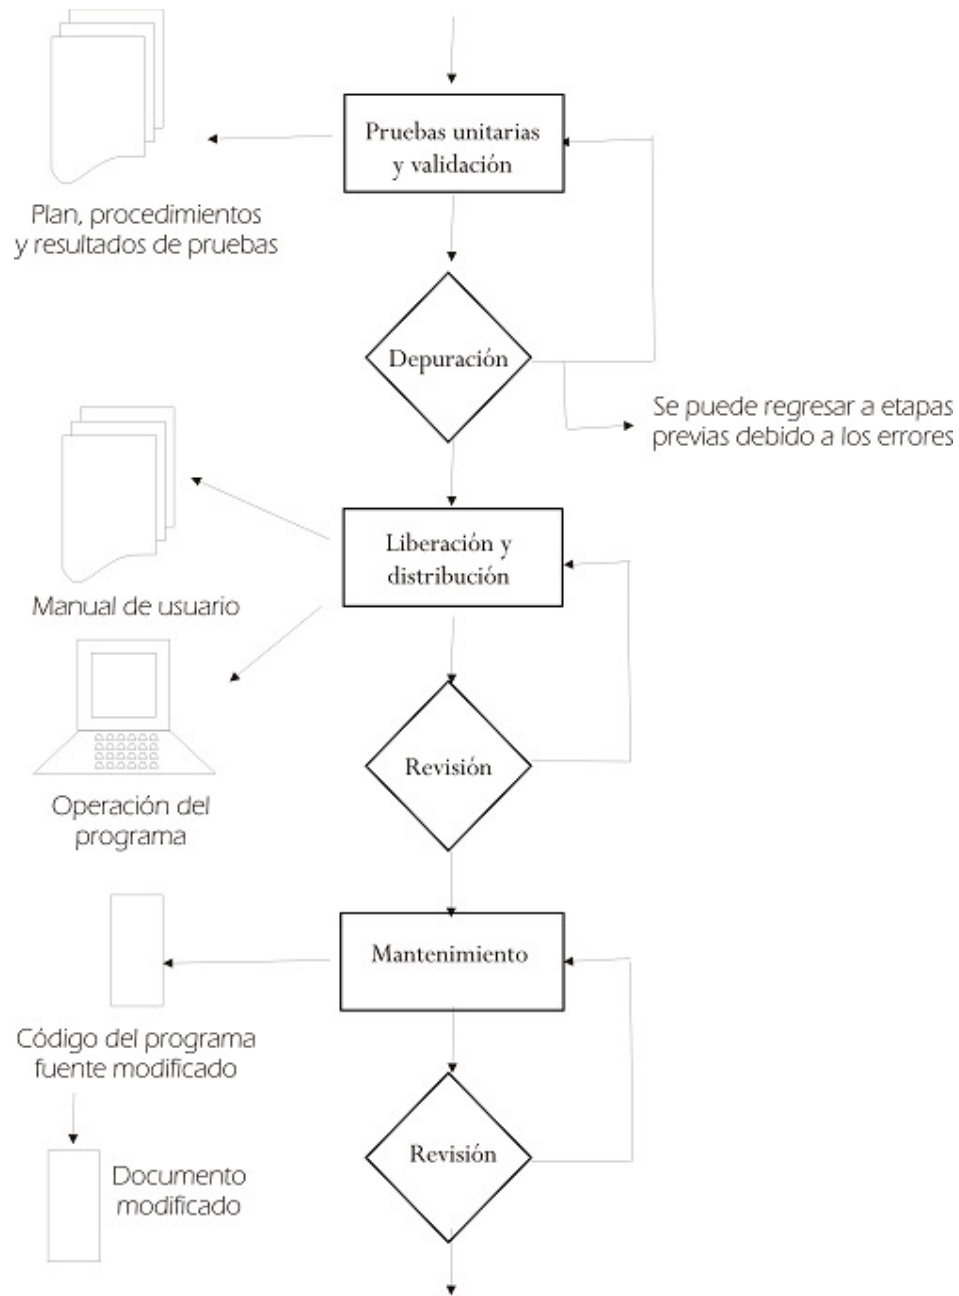 Pruebas unitarias
y validación
Plan, procedimientos
y resultados de pruebas
Depuración
Se puede regresar a etapas
previas debido a los errores
Liberación y
distribución
Manual de usuario
Revisión
Operación del
programa
Mantenimiento
Código del programa
fuente modificado
Revisión
Documento
modificado